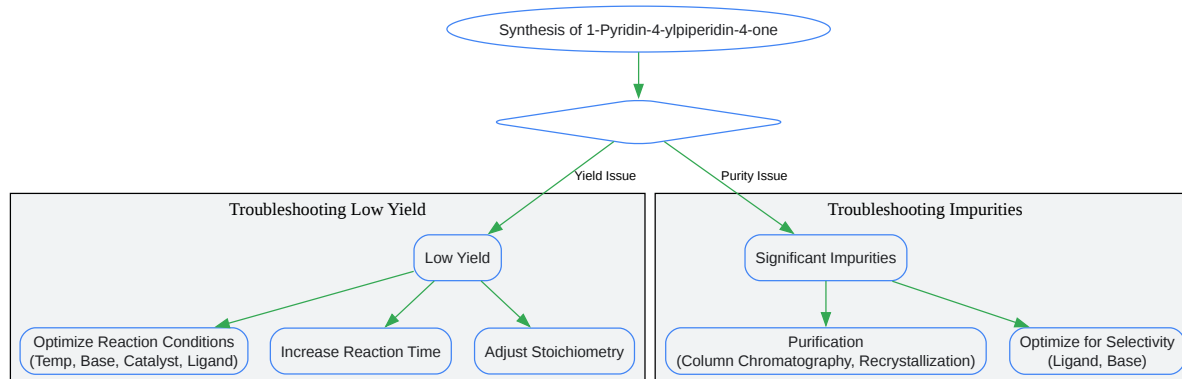 Synthesis of 1-Pyridin-4-ylpiperidin-4-one
Yield Issue
Purity Issue
Troubleshooting Low Yield
Troubleshooting Impurities
Low Yield
Significant Impurities
Optimize Reaction Conditions
(Temp, Base, Catalyst, Ligand)
Increase Reaction Time
Adjust Stoichiometry
Purification
(Column Chromatography, Recrystallization)
Optimize for Selectivity
(Ligand, Base)